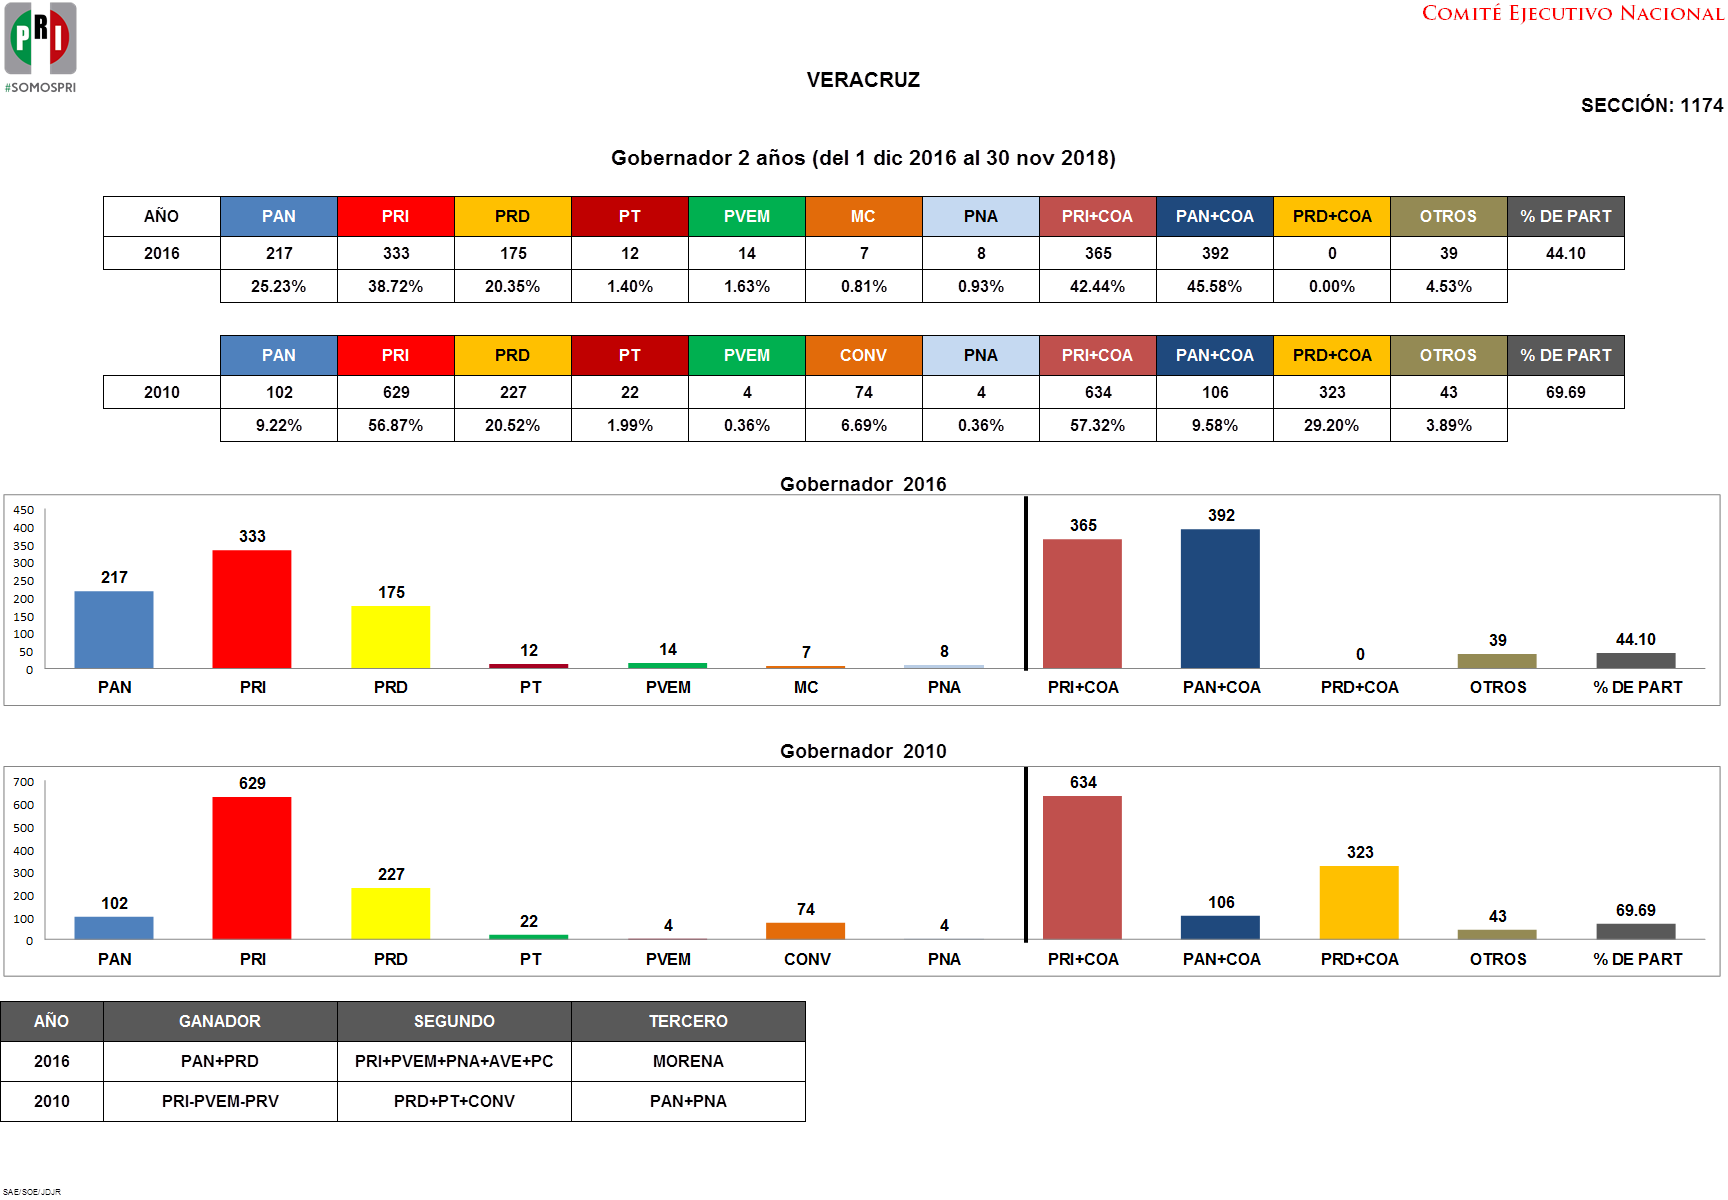 PRI
#SOMOSPRI
COMITÉ EJECUTIVO NACIONAL
VERACRUZ
SECCIÓN: 1174
Gobernador 2 años (del 1 dic 2016 al 30 nov 2018)
AÑO PAN PRI PRD PT PVEM MC PNA PRI+COA PAN+COA PRD+COA OTROS % DE PART
2016 217 333 175 12 14 7 8 365 392 0 39 44.10
25.23% 38.72% 20.35% 1.40% 1.63% 0.81% 0.93% 42.44% 45.58% 0.00% 4.53%
PAN PRI PRD PT PVEM CONV PNA PRI+COA PAN+COA PRD+COA OTROS % DE PART
2010 102 629 227 22 4 74 4 634 106 323 43 69.69
9.22% 56.87% 20.52% 1.99% 0.36% 6.69% 0.36% 57.32% 9.58% 29.20% 3.89%
Gobernador 2016
450
400
350
300
250
200
150
100
50
0
217 333 175 12 14 7 8 365 392 0 39 44.10
PAN PRI PRD PT PVEM MC PNA PRI+COA PAN+COA PRD+COA OTROS % DE PART
Gobernador 2010
700
600
500
400
300
200
100
0
102 629 227 22 4 74 4 634 106 323 43 69.69
PAN PRI PRD PT PVEM CONV PNA PRI+COA PAN+COA PRD+COA OTROS % DE PART
AÑO GANADOR SEGUNDO TERCERO
2016 PAN+PRD PRI+PVEM+PNA+AVE+PC MORENA
2010 PRI-PVEM-PRV PRD+PT+CONV PAN+PNA
SAE/SOE/JDJR